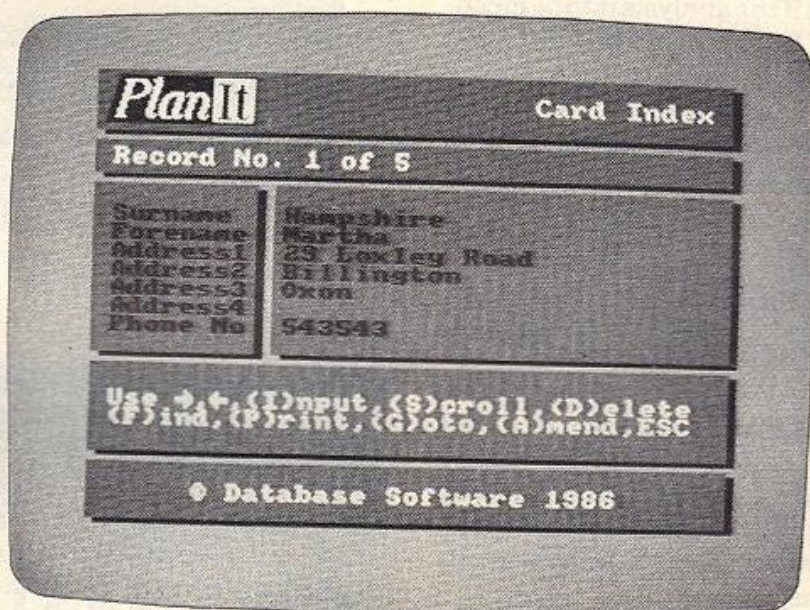 PlanIt
Card Index
Record No. 1 of 5
Surname Hampshire
Forename Martha
Address1 29 Loxley Road
Address2 Billington
Address3 Oxon
Address4
Phone No 543543
Use →,←,(I)nput,(S)croll,(D)elete
(F)ind,(P)rint,(G)oto,(A)mend,ESC
© Database Software 1986